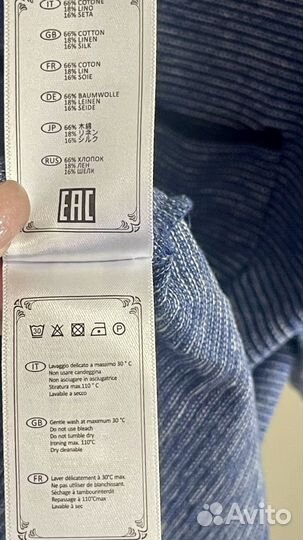 IT 66% COTONE
18% LINO
16% SETA
GB 66% COTTON
18% LINEN
16% SILK
FR 66% COTON
18% LIN
16% SOIE
DE 66% BAUMWOLLE
18% LEINEN
16% SEIDE
JP 66% 木綿
18% リネン
16% シルク
RUS 66% ХЛОПОК
18% ЛЕН
16% ШЕЛК
EAC
30 P
IT Lavaggio delicato a massimo 30 ° C
Non usare candeggina
Non asciugare in asciugatrice
Stiratura max.110 ° C
Lavabile a secco
GB Gentle wash at maximum 30 ° C
Do not use bleach
Do not tumble dry
Ironing max. 110°C
Dry cleanable
FR Laver délicatement à 30°C max.
Ne pas utiliser de blanchissant.
Séchage à tambourinterdit
Repassage à 110°Cmax
Lavable à sec
Avito